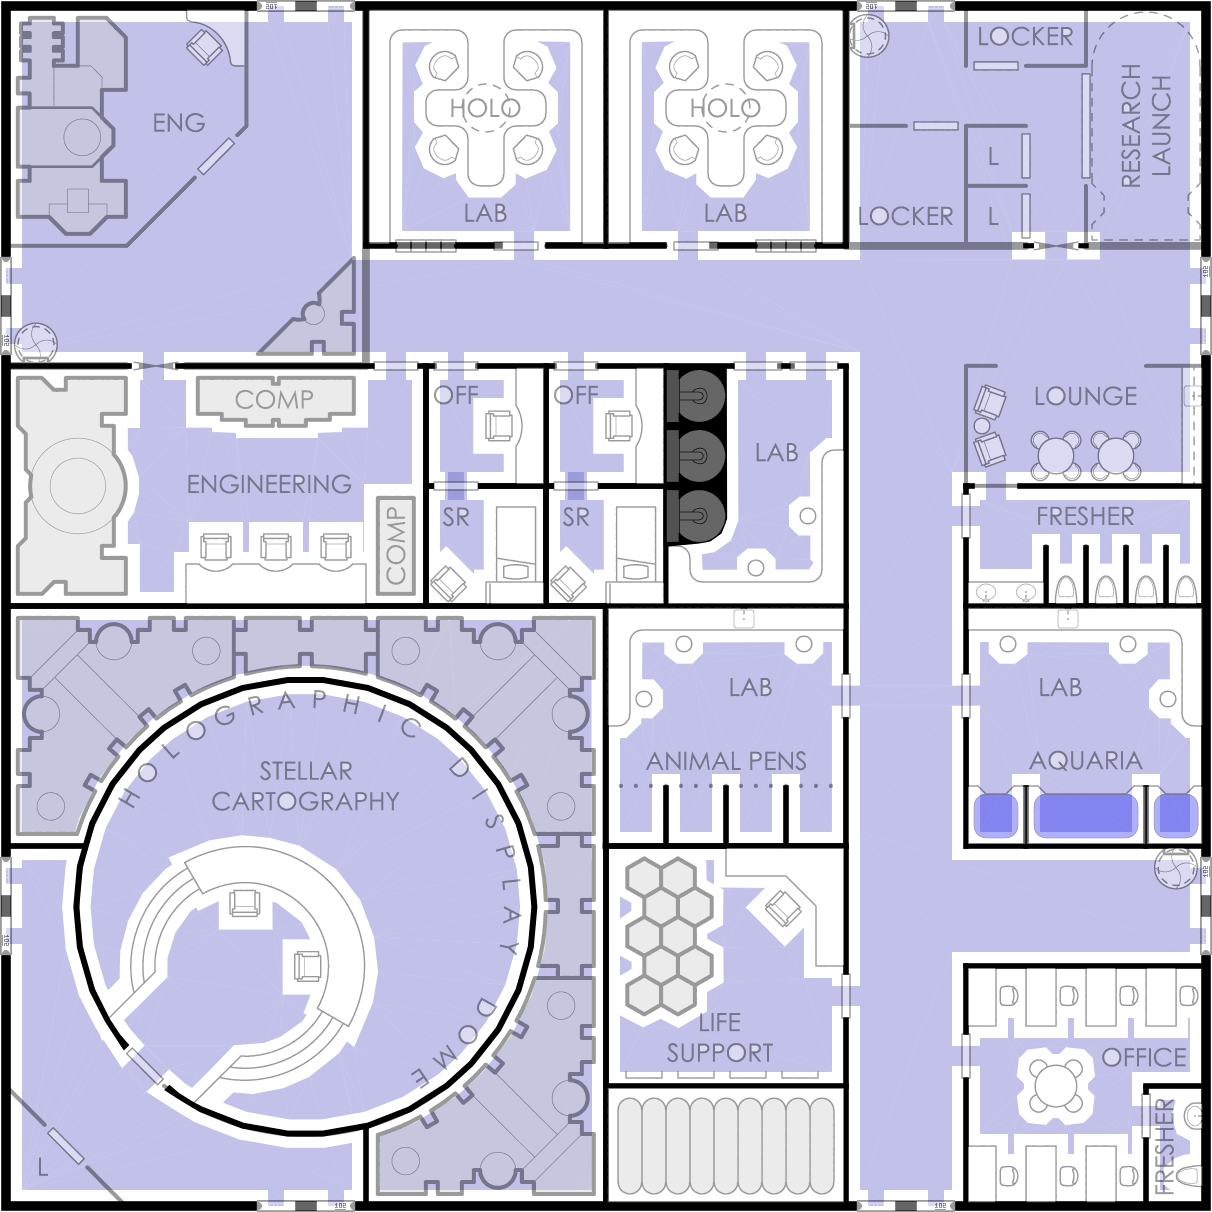 LOCKER
ENG
HOLO
HOLO
RESEARCH
LAUNCH
L
LAB
LAB
LOCKER
L
COMP
OFF
OFF
LOUNGE
LAB
ENGINEERING
SR
SR
FRESHER
COMP
LAB
LAB
HOLOGRAPHIC DISPLAY DOME
STELLAR
CARTOGRAPHY
ANIMAL PENS
AQUARIA
LIFE
SUPPORT
OFFICE
FRESHER
L